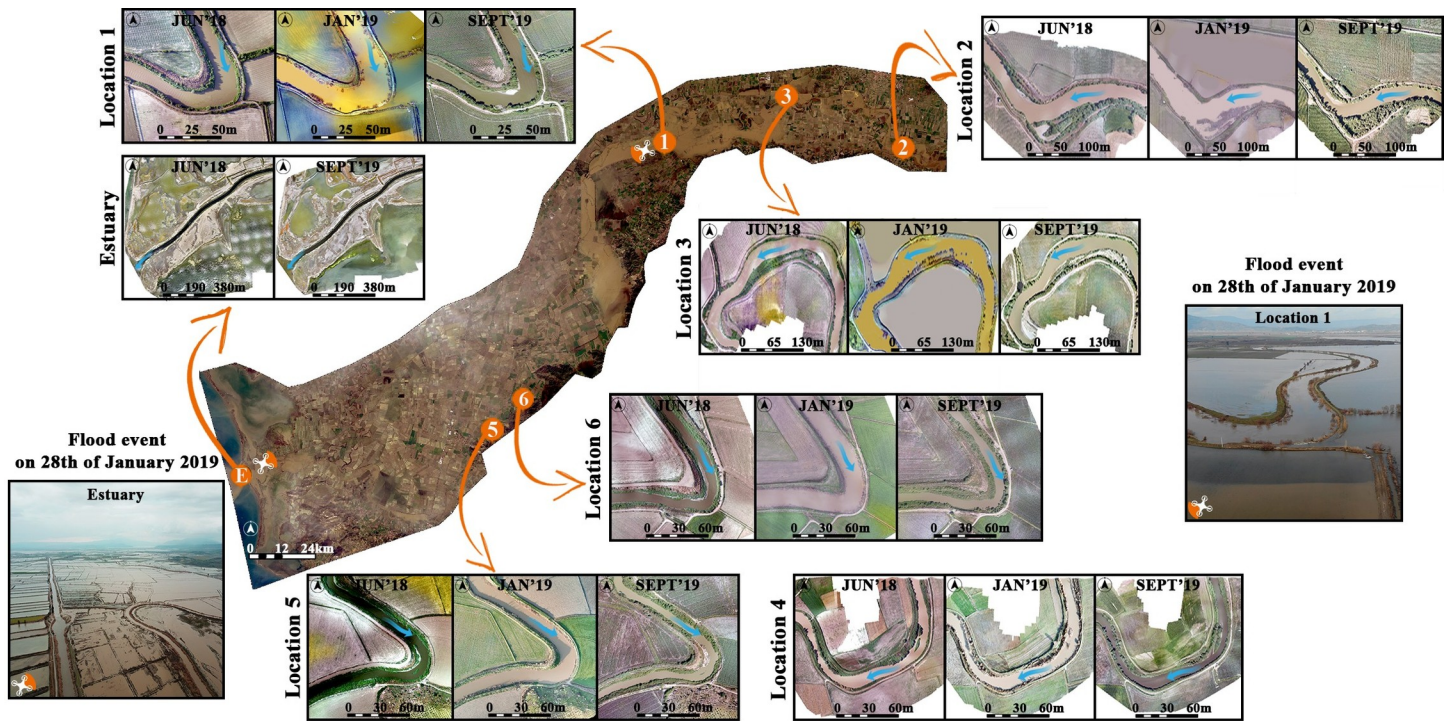 Location 1
JUN'18
JAN'19
SEPT'19
0 25 50m
0 25 50m
0 25 50m
Location 2
JUN'18
JAN'19
SEPT'19
0 50 100m
0 50 100m
0 50 100m
Estuary
JUN'18
SEPT'19
0 190 380m
0 190 380m
1
2
3
Location 3
JUN'18
JAN'19
SEPT'19
0 65 130m
0 65 130m
0 65 130m
Flood event
on 28th of January 2019
Location 1
6
5
E
0 12 24km
Flood event
on 28th of January 2019
Estuary
Location 6
JUN'18
JAN'19
SEPT'19
0 30 60m
0 30 60m
0 30 60m
Location 5
JUN'18
JAN'19
SEPT'19
0 30 60m
0 30 60m
0 30 60m
Location 4
JUN'18
JAN'19
SEPT'19
0 30 60m
0 30 60m
0 30 60m